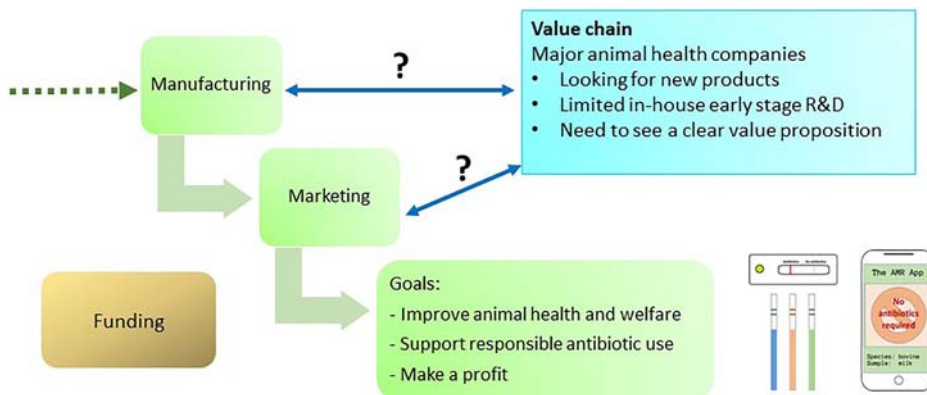 Manufacturing
?
Value chain
Major animal health companies
• Looking for new products
• Limited in-house early stage R&D
• Need to see a clear value proposition
Marketing
?
Funding
Goals:
- Improve animal health and welfare
- Support responsible antibiotic use
- Make a profit
The AMR App
No
antibiotics
required
Species: bovine
Sample: milk